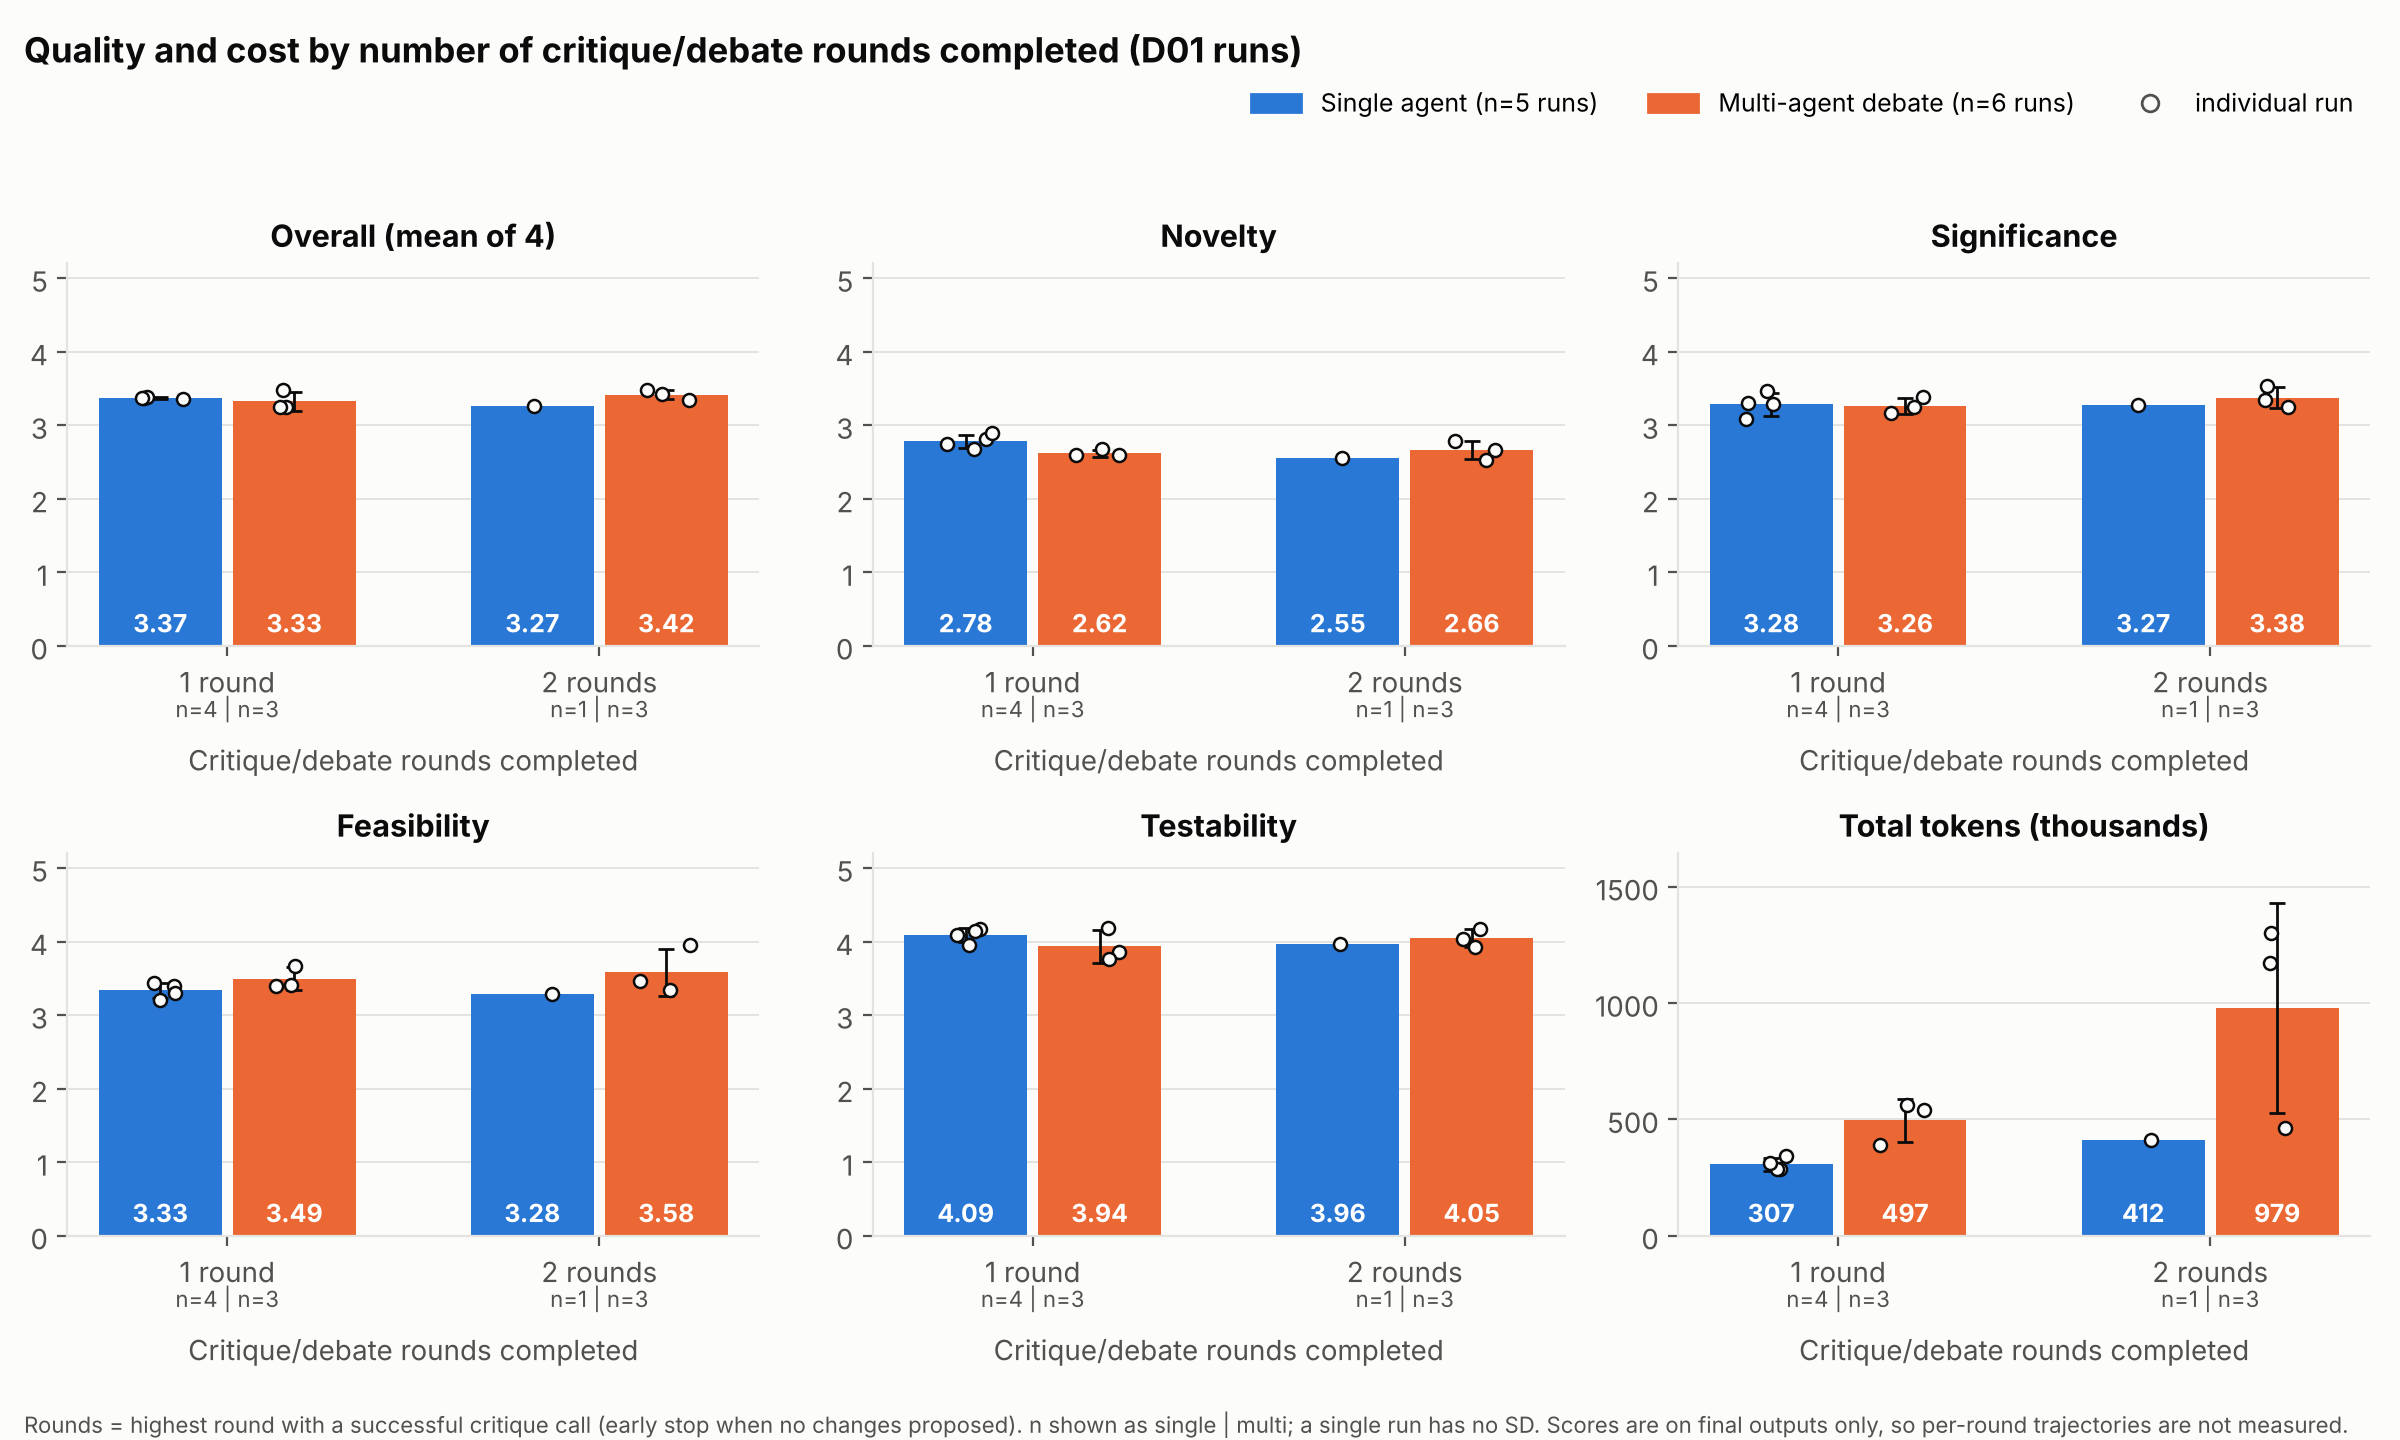 Quality and cost by number of critique/debate rounds completed (D01 runs)
Single agent (n=5 runs) Multi-agent debate (n=6 runs) individual run
Overall (mean of 4) Novelty Significance
5 5 5
4 4 4
3 3 3
2 2 2
1 1 1
3.37 3.33 3.27 3.42 2.78 2.62 2.55 2.66 3.28 3.26 3.27 3.38
0 0 0
1 round 2 rounds 1 round 2 rounds 1 round 2 rounds
n=4 | n=3 n=1 | n=3 n=4 | n=3 n=1 | n=3 n=4 | n=3 n=1 | n=3
Critique/debate rounds completed Critique/debate rounds completed Critique/debate rounds completed
Feasibility Testability Total tokens (thousands)
5 5 1500
4 4 1000
3 3 500
2 2
1 1
3.33 3.49 3.28 3.58 4.09 3.94 3.96 4.05 307 497 412 979
0 0 0
1 round 2 rounds 1 round 2 rounds 1 round 2 rounds
n=4 | n=3 n=1 | n=3 n=4 | n=3 n=1 | n=3 n=4 | n=3 n=1 | n=3
Critique/debate rounds completed Critique/debate rounds completed Critique/debate rounds completed
Rounds = highest round with a successful critique call (early stop when no changes proposed). n shown as single | multi; a single run has no SD. Scores are on final outputs only, so per-round trajectories are not measured.